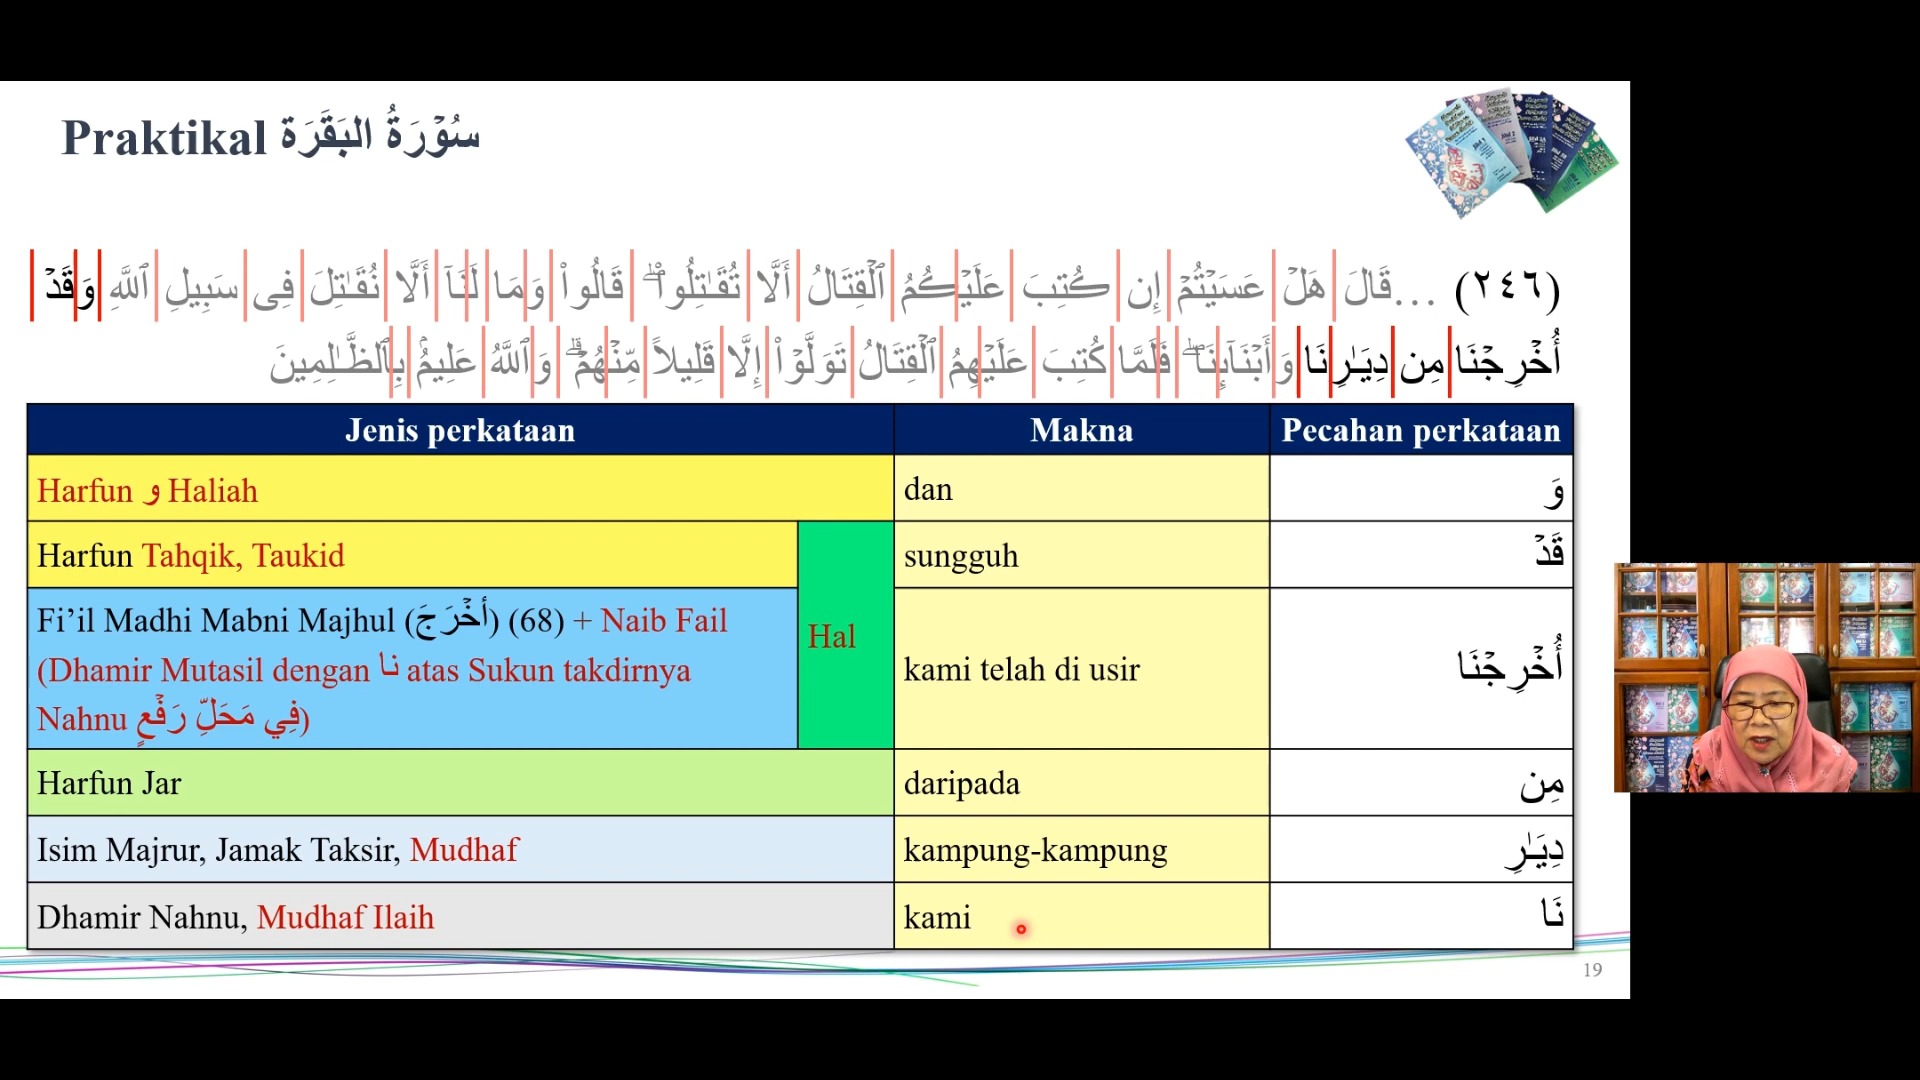 Praktikal سُوْرَةُ البَقَرَة
(٢٤٦) ...قَالَ هَلْ عَسَيْتُمْ إِن كُتِبَ عَلَيْكُمُ ٱلْقِتَالُ أَلَّا تُقَـٰتِلُوا۟ ۖ قَالُوا۟ وَمَا لَنَآ أَلَّا نُقَـٰتِلَ فِى سَبِيلِ ٱللَّهِ وَقَدْ
أُخْرِجْنَا مِن دِيَـٰرِنَا وَأَبْنَآئِنَا ۖ فَلَمَّا كُتِبَ عَلَيْهِمُ ٱلْقِتَالُ تَوَلَّوْا۟ إِلَّا قَلِيلاً مِّنْهُمْ ۗ وَٱللَّهُ عَلِيمٌۢ بِٱلظَّـٰلِمِينَ
Jenis perkataan Makna Pecahan perkataan
Harfun و Haliah dan وَ
Harfun Tahqik, Taukid sungguh قَدْ
Fi’il Madhi Mabni Majhul (أخْرَجَ) (68) + Naib Fail
(Dhamir Mutasil dengan نا atas Sukun takdirnya
Nahnu فِي مَحَلِّ رَفْعٍ)
Hal
kami telah di usir أُخْرِجْنَا
Harfun Jar daripada مِن
Isim Majrur, Jamak Taksir, Mudhaf kampung-kampung دِيَـٰرِ
Dhamir Nahnu, Mudhaf Ilaih kami نَا
19